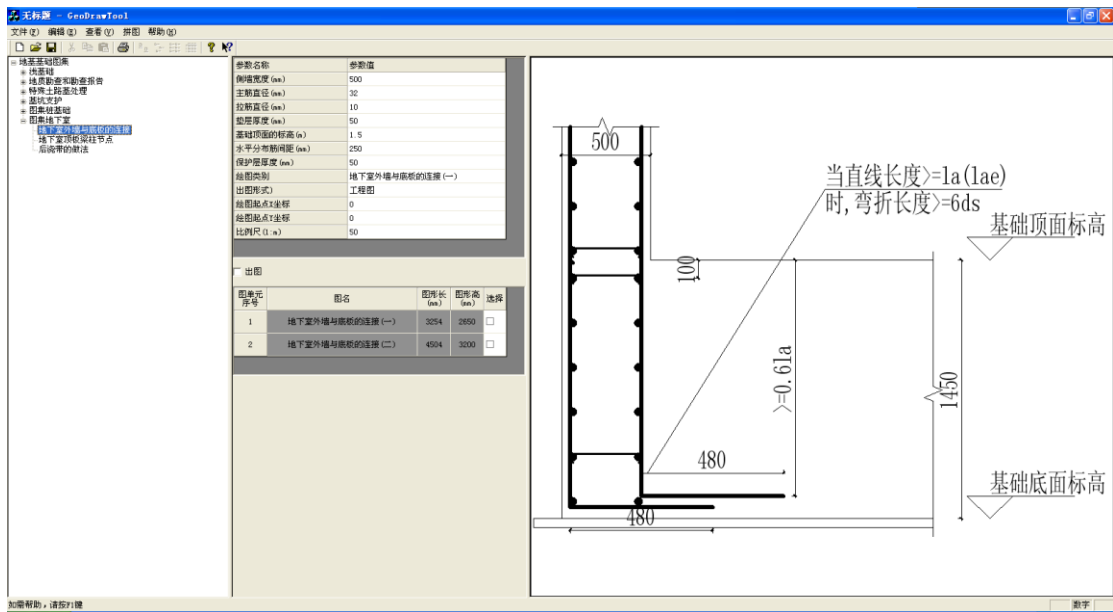 无标题 - GeoDrawTool
文件(F) 编辑(E) 查看(V) 拼图 帮助(H)
地基基础图集
浅基础
地质勘查和勘查报告
特殊土路基处理
基坑支护
图集桩基础
图集地下室
地下室外墙与底板的连接
地下室顶板梁柱节点
后浇带的做法
参数名称 参数值
侧墙宽度(mm) 500
主筋直径(mm) 32
拉筋直径(mm) 10
垫层厚度(mm) 50
基础顶面的标高(m) 1.5
水平分布筋间距(mm) 250
保护层厚度(mm) 50
绘图类别 地下室外墙与底板的连接(一)
出图形式) 工程图
绘图起点X坐标 0
绘图起点Y坐标 0
比例尺(1:n) 50
出图
图单元序号 图名 图形长(mm) 图形高(mm) 选择
1 地下室外墙与底板的连接(一) 3254 2650
2 地下室外墙与底板的连接(二) 4504 3200
500
当直线长度>=la(lae)
时,弯折长度>=6ds
基础顶面标高
100
>=0.6la
1450
480
基础底面标高
480
如需帮助，请按F1键
数字